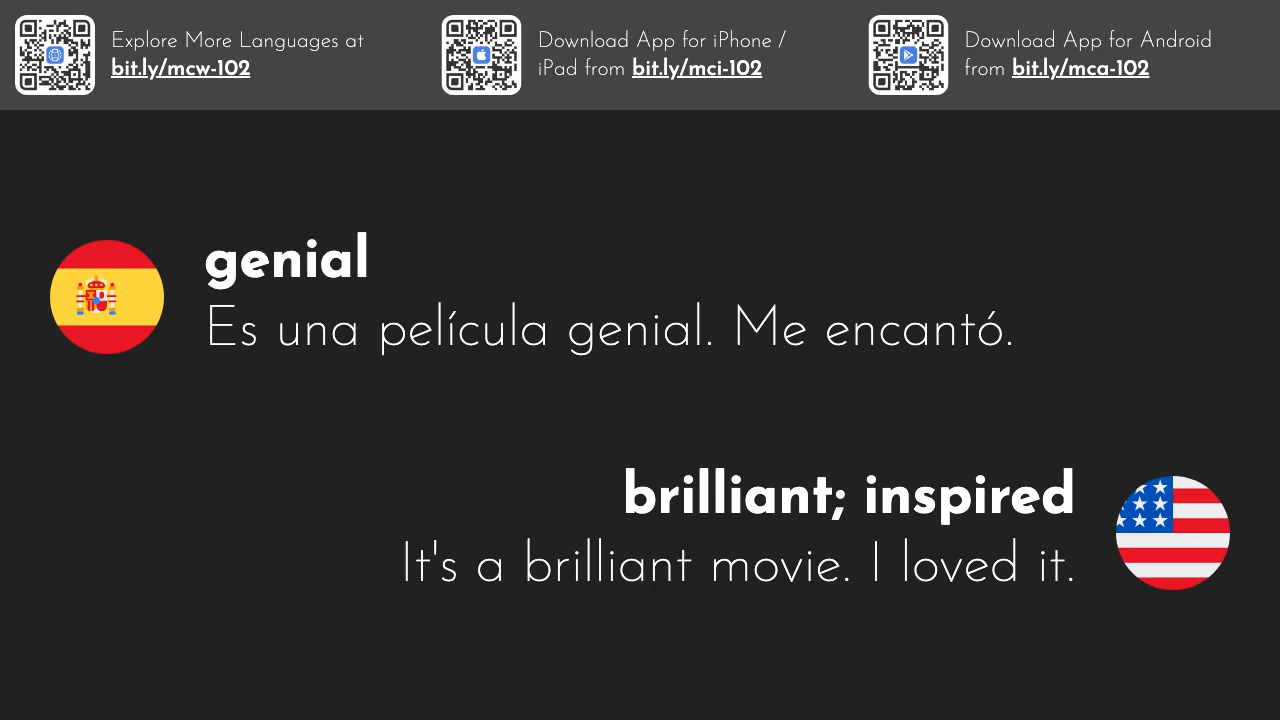 Explore More Languages at
bit.ly/mcw-102
Download App for iPhone /
iPad from bit.ly/mci-102
Download App for Android
from bit.ly/mca-102
genial
Es una película genial. Me encantó.
brilliant; inspired
It's a brilliant movie. I loved it.